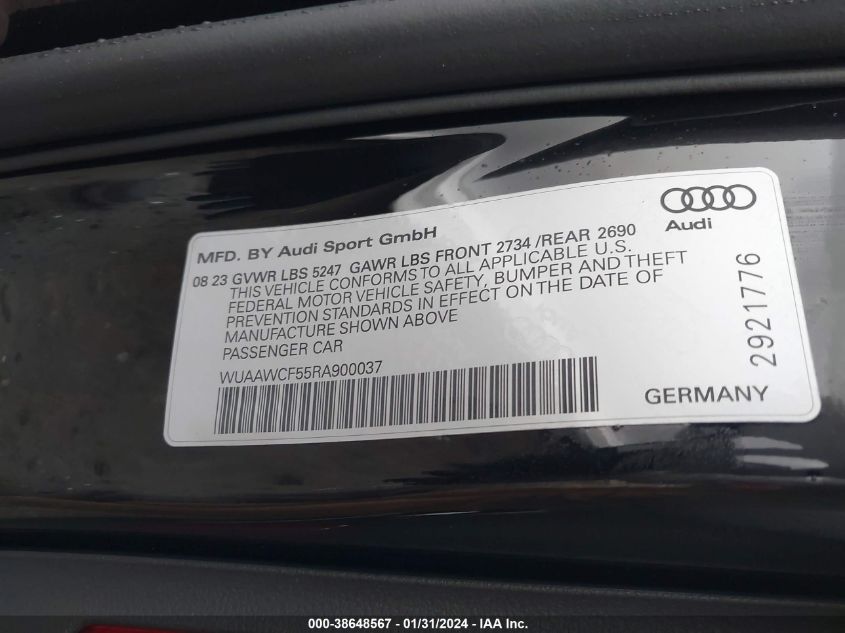 Audi
MFD. BY Audi Sport GmbH
08 23 GVWR LBS 5247 GAWR LBS FRONT 2734 /REAR 2690
THIS VEHICLE CONFORMS TO ALL APPLICABLE U.S.
FEDERAL MOTOR VEHICLE SAFETY, BUMPER AND THEFT
PREVENTION STANDARDS IN EFFECT ON THE DATE OF
MANUFACTURE SHOWN ABOVE
PASSENGER CAR
WUAAWCF55RA900037
GERMANY
2921776
000-38648567 - 01/31/2024 - IAA Inc.